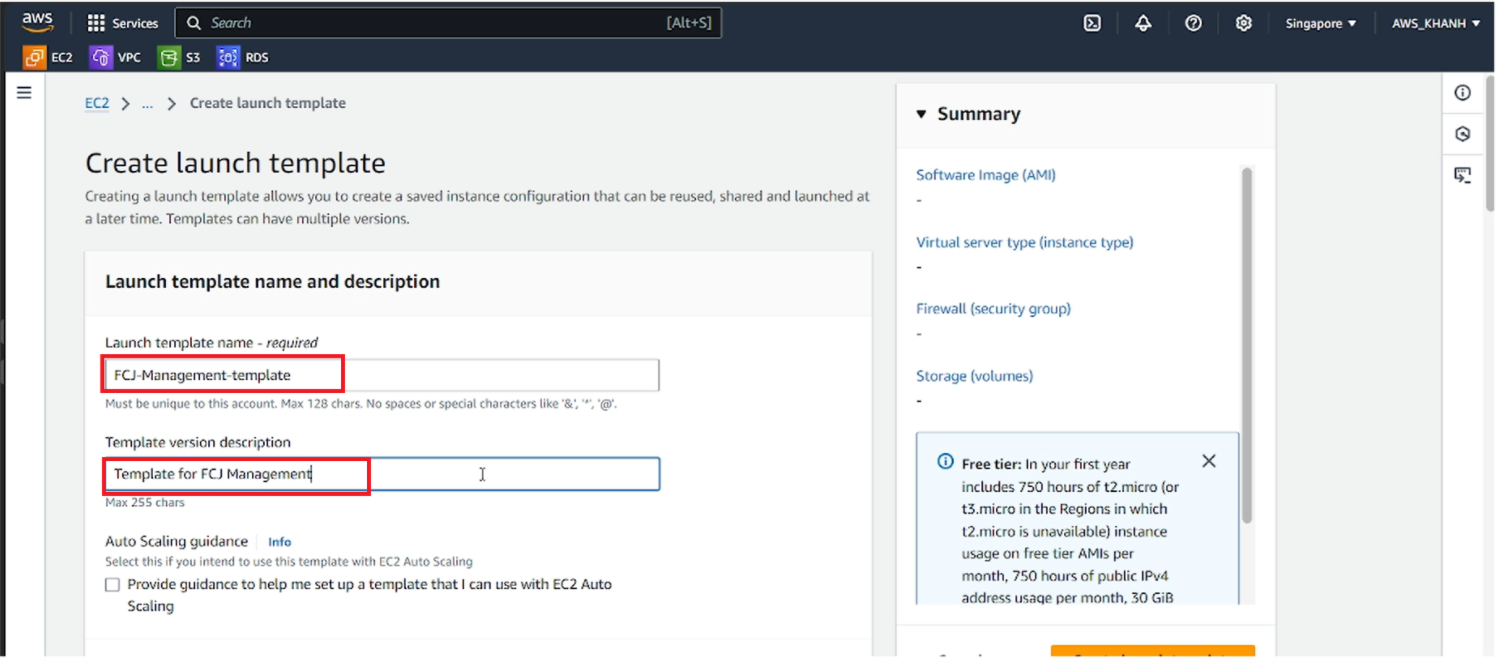 aws
Services
Search
[Alt+S]
Singapore
AWS_KHANH
EC2
VPC
S3
RDS
EC2 > ... > Create launch template
Create launch template
Creating a launch template allows you to create a saved instance configuration that can be reused, shared and launched at
a later time. Templates can have multiple versions.
Launch template name and description
Launch template name - required
FCJ-Management-template
Must be unique to this account. Max 128 chars. No spaces or special characters like '&', '*', '@'.
Template version description
Template for FCJ Management
Max 255 chars
Auto Scaling guidance
Info
Select this if you intend to use this template with EC2 Auto Scaling
Provide guidance to help me set up a template that I can use with EC2 Auto
Scaling
Summary
Software Image (AMI)
-
Virtual server type (instance type)
-
Firewall (security group)
-
Storage (volumes)
-
Free tier: In your first year
includes 750 hours of t2.micro (or
t3.micro in the Regions in which
t2.micro is unavailable) instance
usage on free tier AMIs per
month, 750 hours of public IPv4
address usage per month, 30 GiB